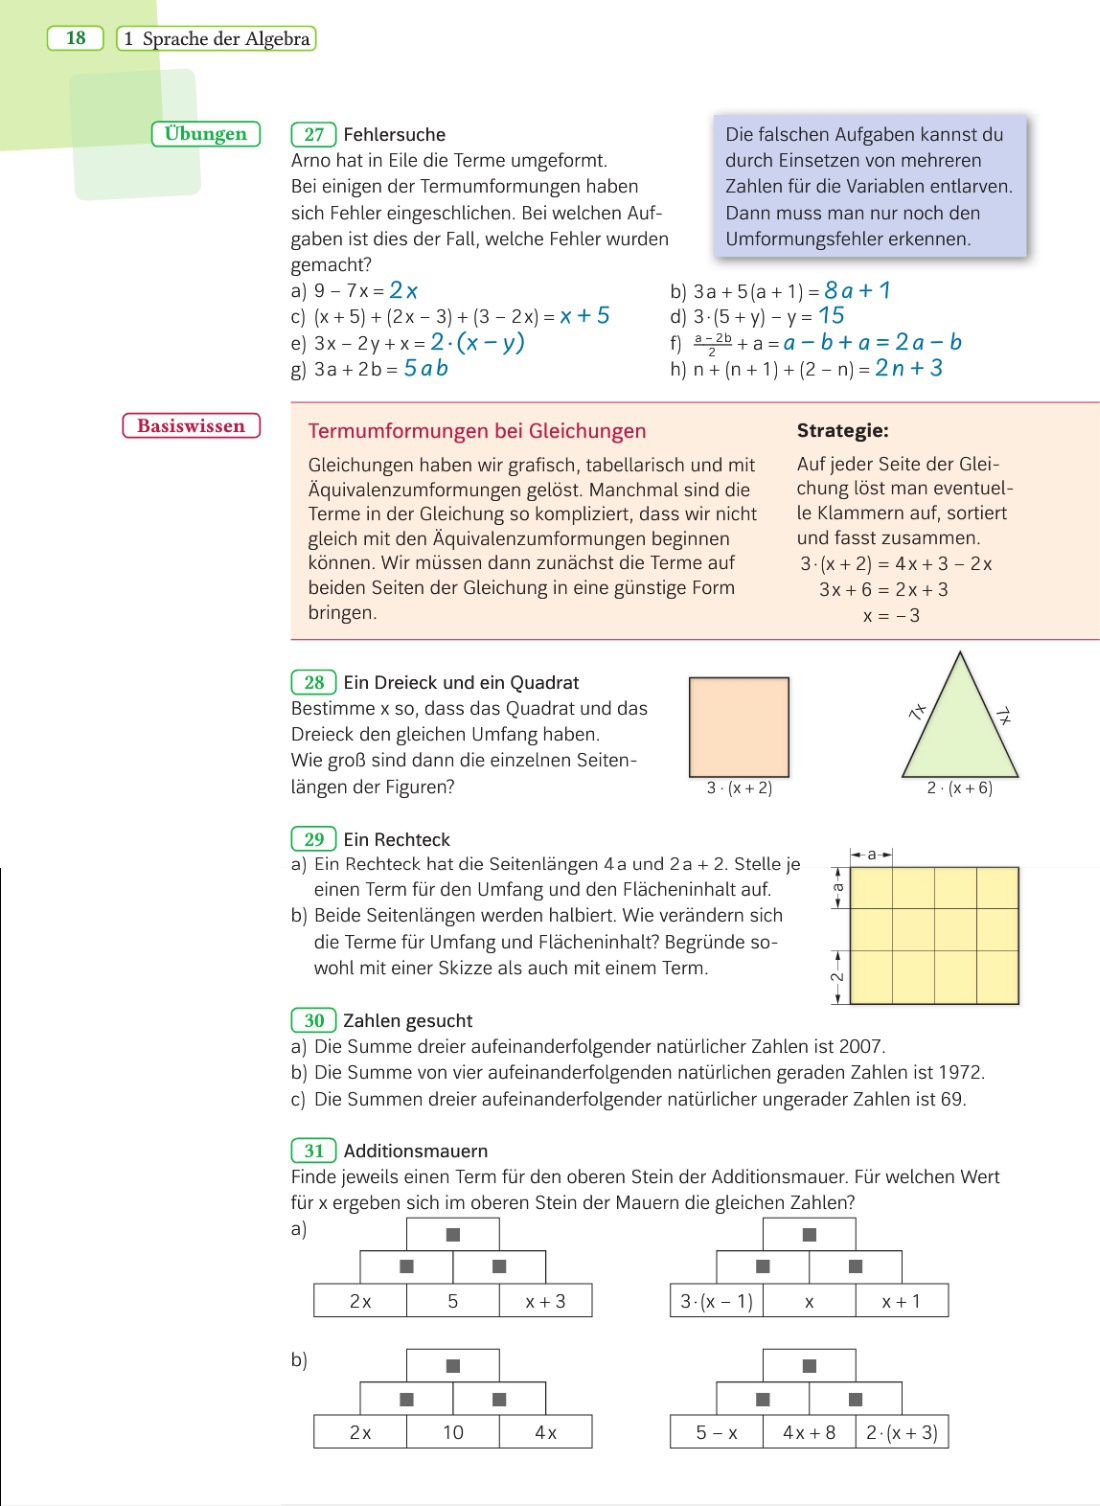 18
1 Sprache der Algebra
Übungen
27 Fehlersuche
Arno hat in Eile die Terme umgeformt.
Bei einigen der Termumformungen haben
sich Fehler eingeschlichen. Bei welchen Auf-
gaben ist dies der Fall, welche Fehler wurden
gemacht?
Die falschen Aufgaben kannst du
durch Einsetzen von mehreren
Zahlen für die Variablen entlarven.
Dann muss man nur noch den
Umformungsfehler erkennen.
a) 9 – 7x = 2x
b) 3a + 5(a + 1) = 8a + 1
c) (x + 5) + (2x – 3) + (3 – 2x) = x + 5
d) 3·(5 + y) – y = 15
e) 3x – 2y + x = 2·(x – y)
f) (a – 2b)/2 + a = a – b + a = 2a – b
g) 3a + 2b = 5ab
h) n + (n + 1) + (2 – n) = 2n + 3
Basiswissen
Termumformungen bei Gleichungen
Gleichungen haben wir grafisch, tabellarisch und mit
Äquivalenzumformungen gelöst. Manchmal sind die
Terme in der Gleichung so kompliziert, dass wir nicht
gleich mit den Äquivalenzumformungen beginnen
können. Wir müssen dann zunächst die Terme auf
beiden Seiten der Gleichung in eine günstige Form
bringen.
Strategie:
Auf jeder Seite der Glei-
chung löst man eventuel-
le Klammern auf, sortiert
und fasst zusammen.
3·(x + 2) = 4x + 3 – 2x
3x + 6 = 2x + 3
x = – 3
28 Ein Dreieck und ein Quadrat
Bestimme x so, dass das Quadrat und das
Dreieck den gleichen Umfang haben.
Wie groß sind dann die einzelnen Seiten-
längen der Figuren?
3 · (x + 2)
7x
7x
2 · (x + 6)
29 Ein Rechteck
a) Ein Rechteck hat die Seitenlängen 4a und 2a + 2. Stelle je
einen Term für den Umfang und den Flächeninhalt auf.
b) Beide Seitenlängen werden halbiert. Wie verändern sich
die Terme für Umfang und Flächeninhalt? Begründe so-
wohl mit einer Skizze als auch mit einem Term.
a
a
2
30 Zahlen gesucht
a) Die Summe dreier aufeinanderfolgender natürlicher Zahlen ist 2007.
b) Die Summe von vier aufeinanderfolgenden natürlichen geraden Zahlen ist 1972.
c) Die Summen dreier aufeinanderfolgender natürlicher ungerader Zahlen ist 69.
31 Additionsmauern
Finde jeweils einen Term für den oberen Stein der Additionsmauer. Für welchen Wert
für x ergeben sich im oberen Stein der Mauern die gleichen Zahlen?
a)
2x 5 x + 3
3·(x – 1) x x + 1
b)
2x 10 4x
5 – x 4x + 8 2·(x + 3)